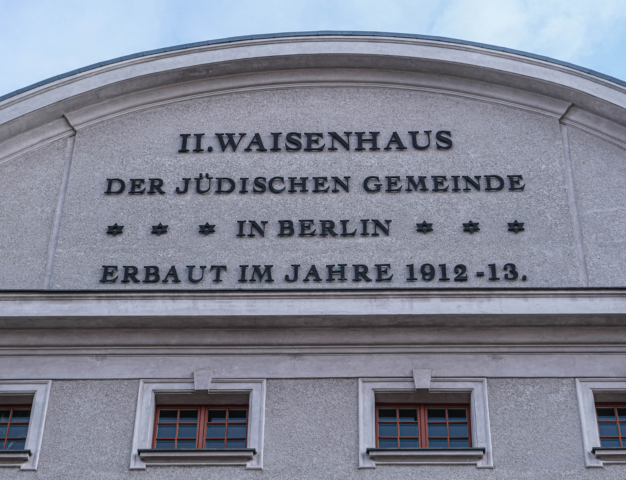 II. WAISENHAUS
DER JÜDISCHEN GEMEINDE
IN BERLIN
ERBAUT IM JAHRE 1912-13.